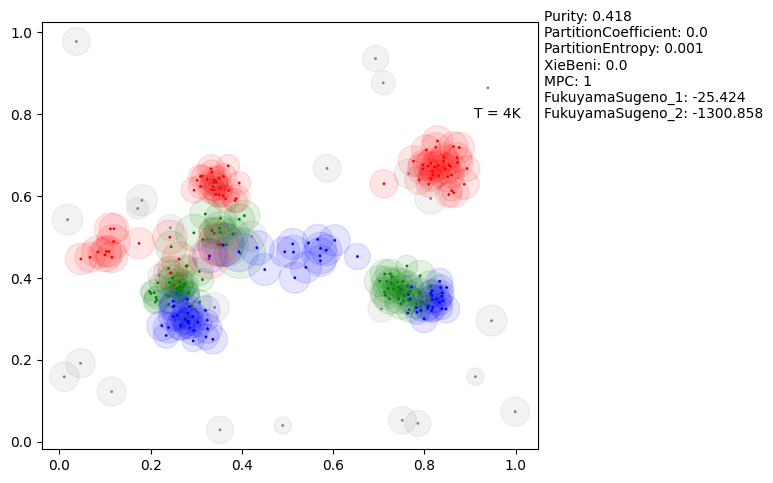 Purity: 0.418
PartitionCoefficient: 0.0
PartitionEntropy: 0.001
XieBeni: 0.0
MPC: 1
FukuyamaSugeno_1: -25.424
FukuyamaSugeno_2: -1300.858
T = 4K
1.0
0.8
0.6
0.4
0.2
0.0
0.0 0.2 0.4 0.6 0.8 1.0